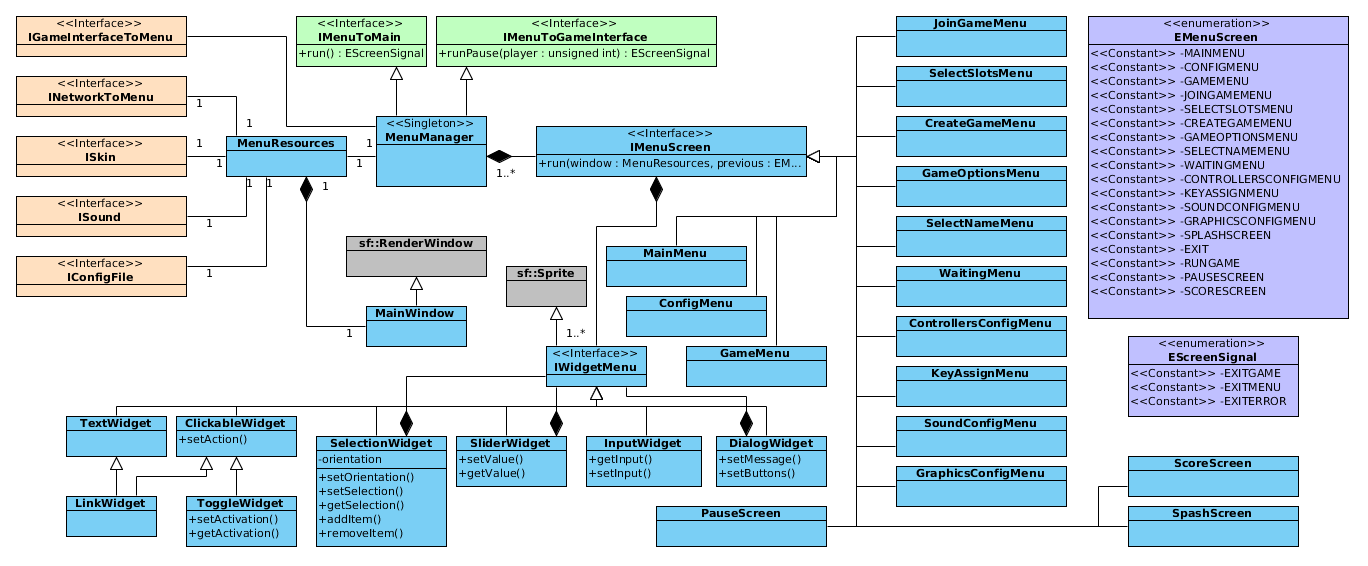 <<Interface>>
IGameInterfaceToMenu
<<Interface>>
INetworkToMenu
<<Interface>>
ISkin
<<Interface>>
ISound
<<Interface>>
IConfigFile
<<Interface>>
IMenuToMain
+run() : EScreenSignal
<<Interface>>
IMenuToGameInterface
+runPause(player : unsigned int) : EScreenSignal
MenuResources
1
1
1
1
1
1
1
1
1
1
1
1
<<Singleton>>
MenuManager
1..*
<<Interface>>
IMenuScreen
+run(window : MenuResources, previous : EM...
sf::RenderWindow
MainWindow
sf::Sprite
1..*
<<Interface>>
IWidgetMenu
MainMenu
ConfigMenu
GameMenu
TextWidget
ClickableWidget
+setAction()
LinkWidget
ToggleWidget
+setActivation()
+getActivation()
SelectionWidget
-orientation
+setOrientation()
+setSelection()
+getSelection()
+addItem()
+removeItem()
SliderWidget
+setValue()
+getValue()
InputWidget
+getInput()
+setInput()
DialogWidget
+setMessage()
+setButtons()
PauseScreen
JoinGameMenu
SelectSlotsMenu
CreateGameMenu
GameOptionsMenu
SelectNameMenu
WaitingMenu
ControllersConfigMenu
KeyAssignMenu
SoundConfigMenu
GraphicsConfigMenu
<<enumeration>>
EMenuScreen
<<Constant>> -MAINMENU
<<Constant>> -CONFIGMENU
<<Constant>> -GAMEMENU
<<Constant>> -JOINGAMEMENU
<<Constant>> -SELECTSLOTSMENU
<<Constant>> -CREATEGAMEMENU
<<Constant>> -GAMEOPTIONSMENU
<<Constant>> -SELECTNAMEMENU
<<Constant>> -WAITINGMENU
<<Constant>> -CONTROLLERSCONFIGMENU
<<Constant>> -KEYASSIGNMENU
<<Constant>> -SOUNDCONFIGMENU
<<Constant>> -GRAPHICSCONFIGMENU
<<Constant>> -SPLASHSCREEN
<<Constant>> -EXIT
<<Constant>> -RUNGAME
<<Constant>> -PAUSESCREEN
<<Constant>> -SCORESCREEN
<<enumeration>>
EScreenSignal
<<Constant>> -EXITGAME
<<Constant>> -EXITMENU
<<Constant>> -EXITERROR
ScoreScreen
SpashScreen